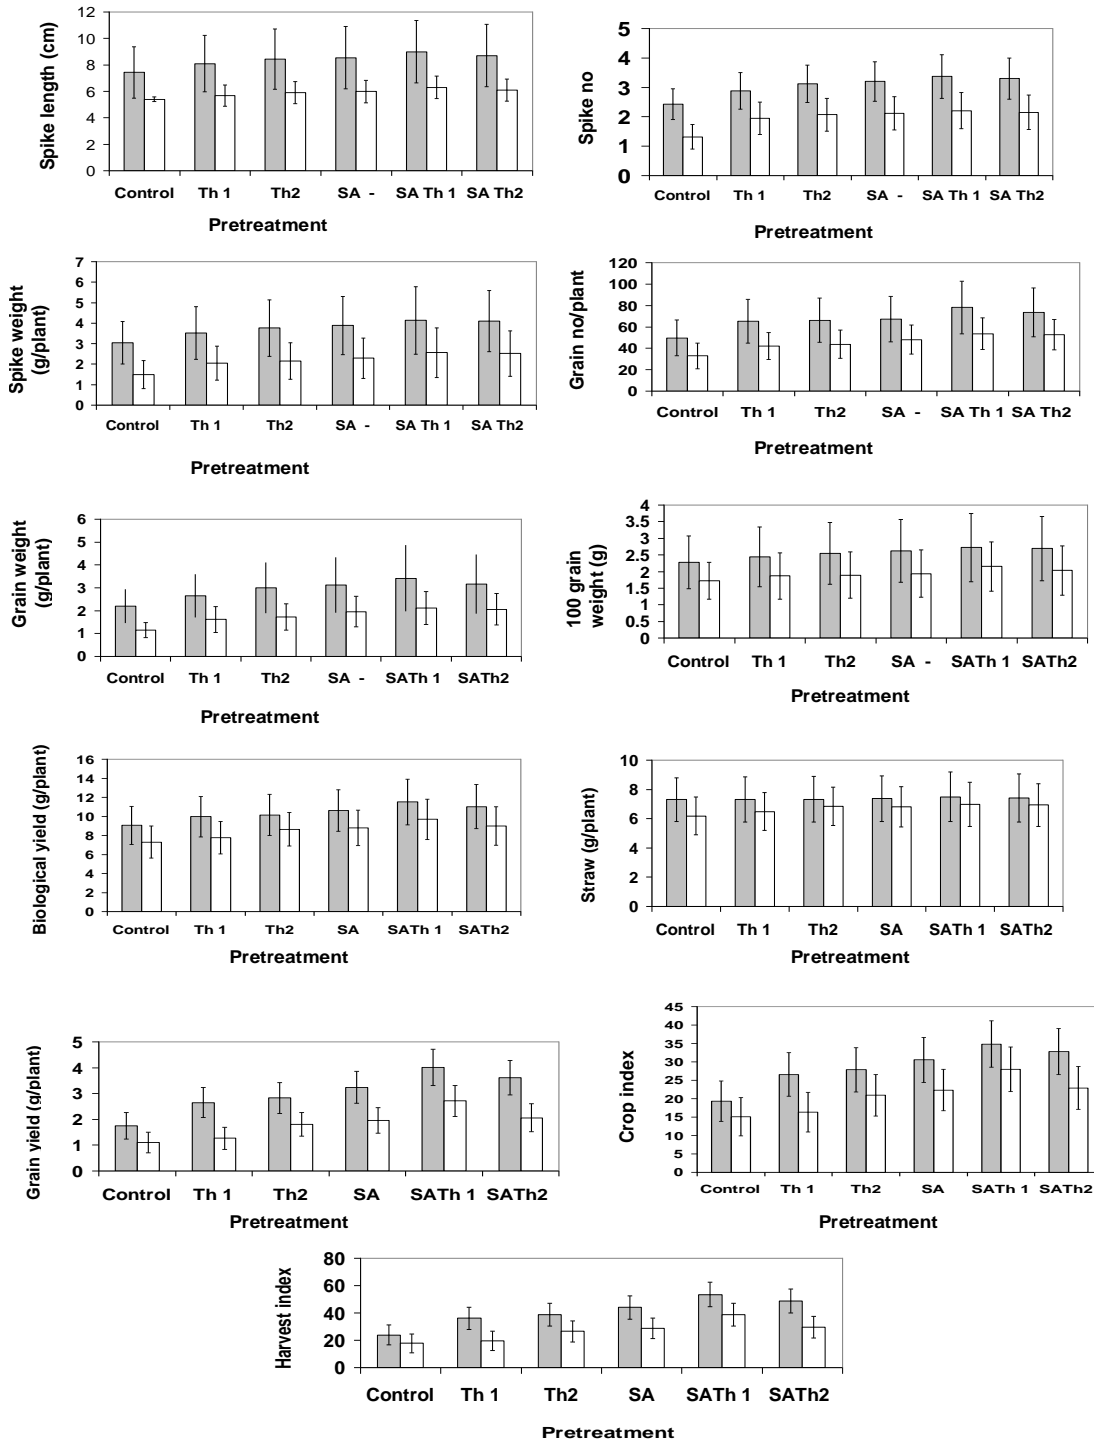 Spike length (cm)
12
10
8
6
4
2
0
Control Th 1 Th2 SA - SA Th 1 SA Th2
Pretreatment
Spike no
5
4
3
2
1
0
Control Th 1 Th2 SA - SA Th 1 SA Th2
Pretreatment
Spike weight
(g/plant)
7
6
5
4
3
2
1
0
Control Th 1 Th2 SA - SA Th 1 SA Th2
Pretreatment
Grain no/plant
120
100
80
60
40
20
0
Control Th 1 Th2 SA - SA Th 1 SA Th2
Pretreatment
Grain weight
(g/plant)
6
5
4
3
2
1
0
Control Th 1 Th2 SA - SATh 1 SATh2
Pretreatment
100 grain
weight (g)
4
3.5
3
2.5
2
1.5
1
0.5
0
Control Th 1 Th2 SA - SATh 1 SATh2
Pretreatment
Biological yield (g/plant)
16
14
12
10
8
6
4
2
0
Control Th 1 Th2 SA SATh 1 SATh2
Pretreatment
Straw (g/plant)
10
8
6
4
2
0
Control Th 1 Th2 SA SATh 1 SATh2
Pretreatment
Grain yield (g/plant)
5
4
3
2
1
0
Control Th 1 Th2 SA SATh 1 SATh2
Pretreatment
Crop index
45
40
35
30
25
20
15
10
5
0
Control Th 1 Th2 SA SATh 1 SATh2
Pretreatment
Harvest index
80
60
40
20
0
Control Th 1 Th2 SA SATh 1 SATh2
Pretreatment